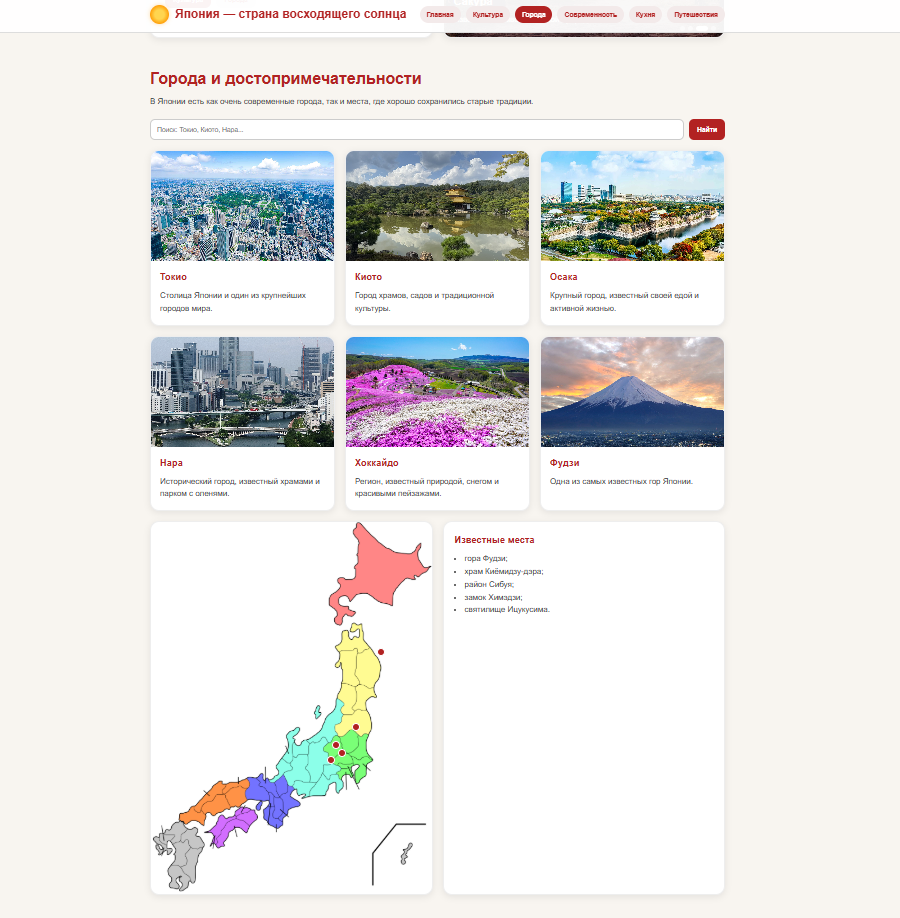 Япония — страна восходящего солнца
Главная
Культура
Города
Современность
Кухня
Путешествия
Города и достопримечательности
В Японии есть как очень современные города, так и места, где хорошо сохранились старые традиции.
Поиск: Токио, Киото, Нара...
Найти
Токио
Столица Японии и один из крупнейших
городов мира.
Киото
Город храмов, садов и традиционной
культуры.
Осака
Крупный город, известный своей едой и
активной жизнью.
Нара
Исторический город, известный храмами и
парком с оленями.
Хоккайдо
Регион, известный природой, снегом и
красивыми пейзажами.
Фудзи
Одна из самых известных гор Японии.
Известные места
гора Фудзи;
храм Киёмидзу-дэра;
район Сибуя;
замок Химэдзи;
святилище Ицукусима.